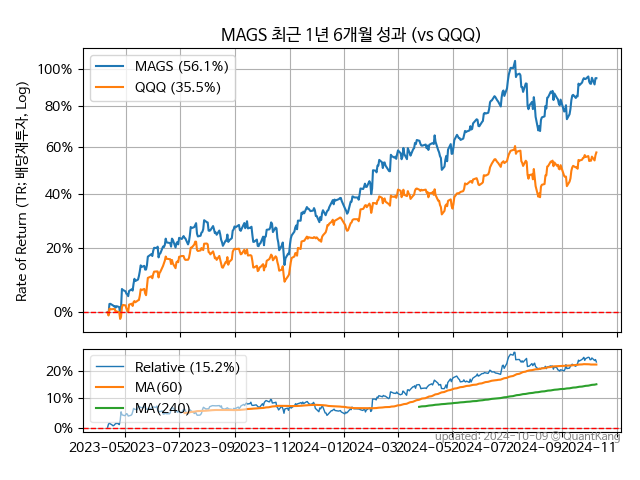 MAGS 최근 1년 6개월 성과 (vs QQQ)
Rate of Return (TR: 배당재투자, Log)
100%
80%
60%
40%
20%
0%
MAGS (56.1%)
QQQ (35.5%)
20%
10%
0%
Relative (15.2%)
MA(60)
MA(240)
2023-05
2023-07
2023-09
2023-11
2024-01
2024-03
2024-05
2024-07
2024-09
2024-11
updated: 2024-10-09 © QuantKang